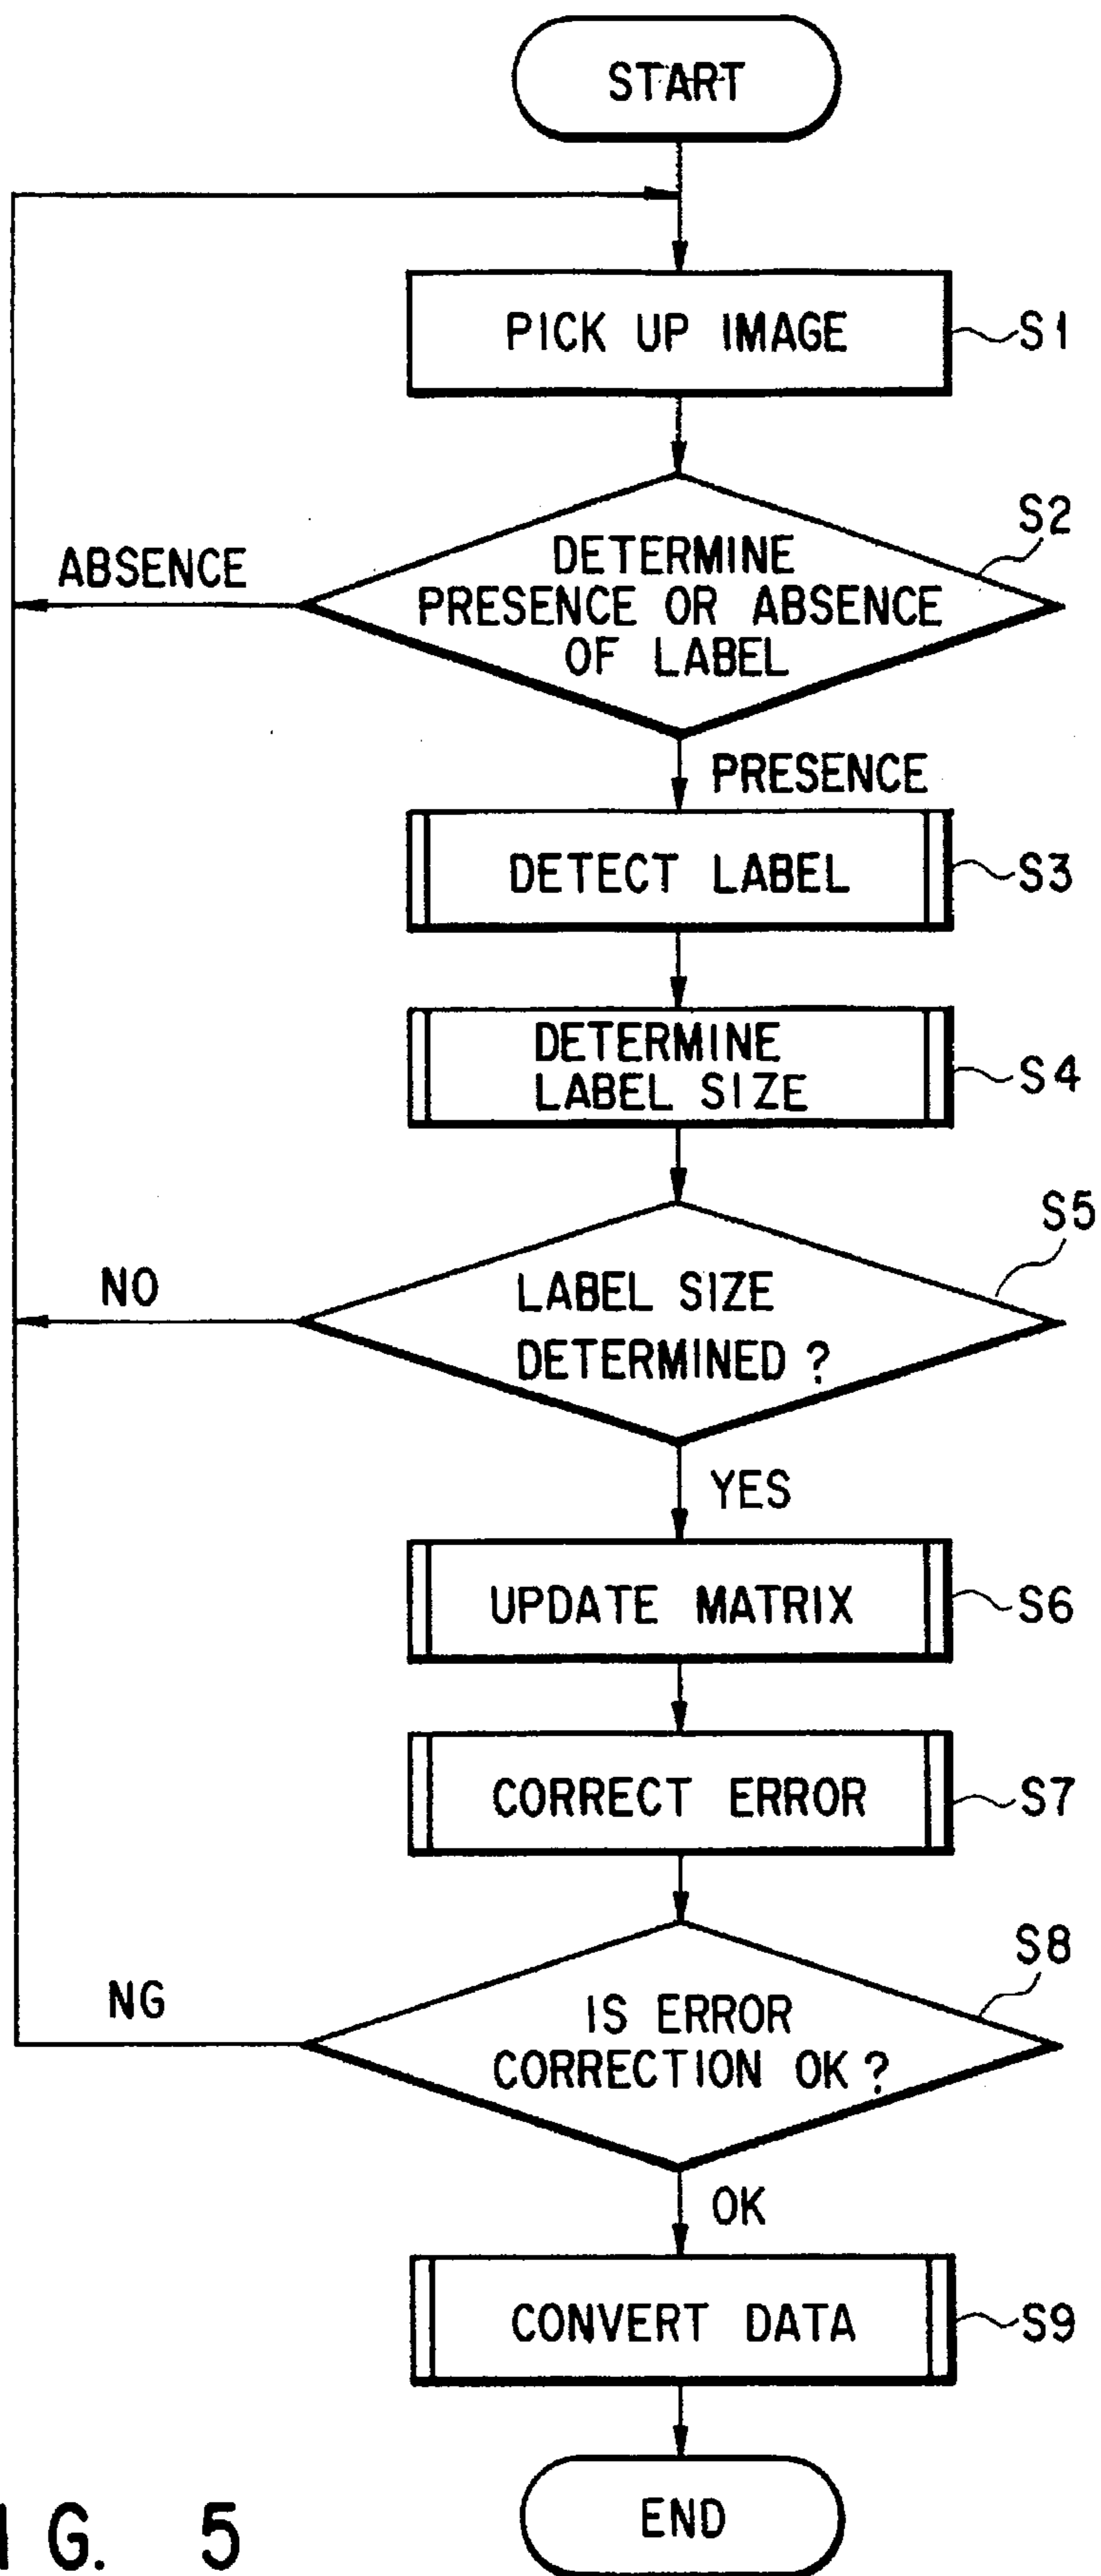 START
PICK UP IMAGE
S1
S2
DETERMINE
PRESENCE OR ABSENCE
OF LABEL
ABSENCE
PRESENCE
DETECT LABEL
S3
DETERMINE
LABEL SIZE
S4
S5
LABEL SIZE
DETERMINED ?
NO
YES
UPDATE MATRIX
S6
CORRECT ERROR
S7
S8
IS ERROR
CORRECTION OK ?
NG
OK
CONVERT DATA
S9
END
I G. 5